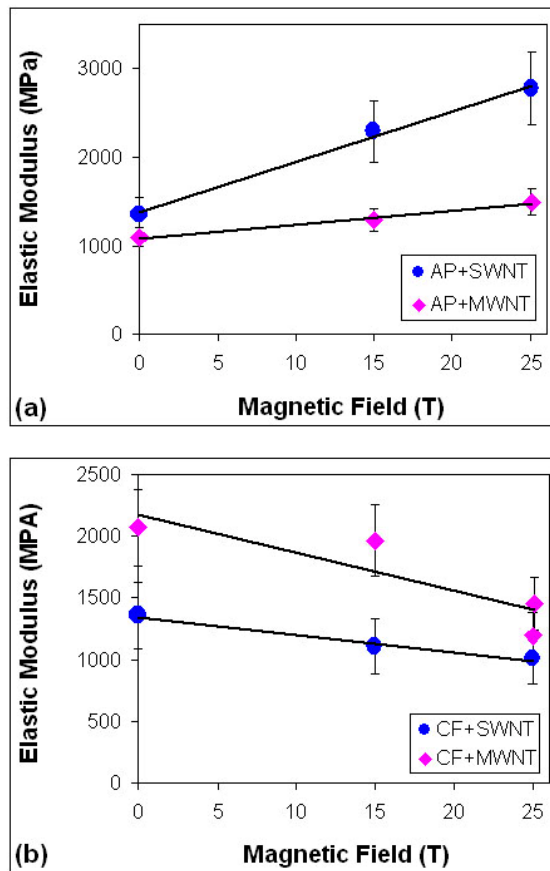 Elastic Modulus (MPa)
3000
2000
1000
0
0 5 10 15 20 25
AP+SWNT
AP+MWNT
(a)
Magnetic Field (T)
Elastic Modulus (MPA)
2500
2000
1500
1000
500
0
0 5 10 15 20 25
CF+SWNT
CF+MWNT
(b)
Magnetic Field (T)